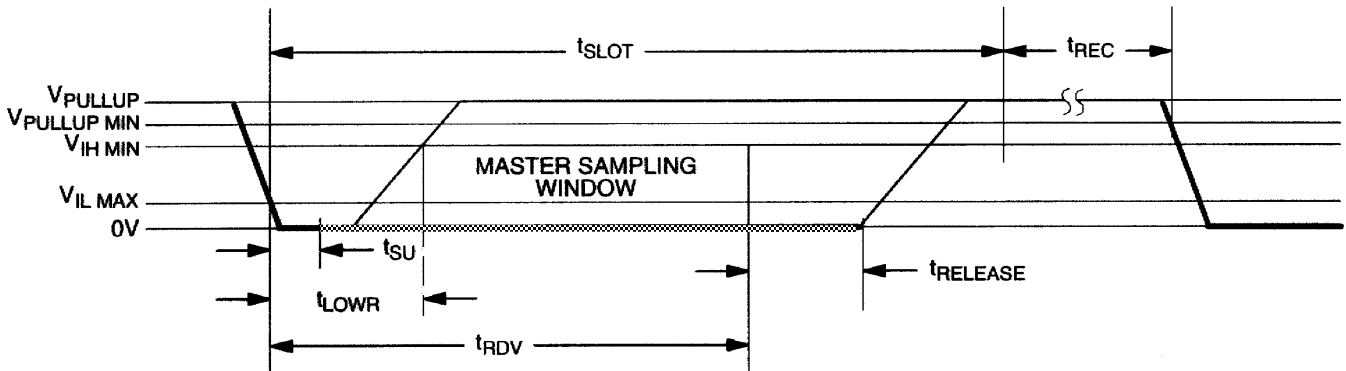 tSLOT
tREC
VPULLUP
VPULLUP MIN
VIH MIN
MASTER SAMPLING
WINDOW
VIL MAX
0V
tSU
tRELEASE
tLOWR
tRDV